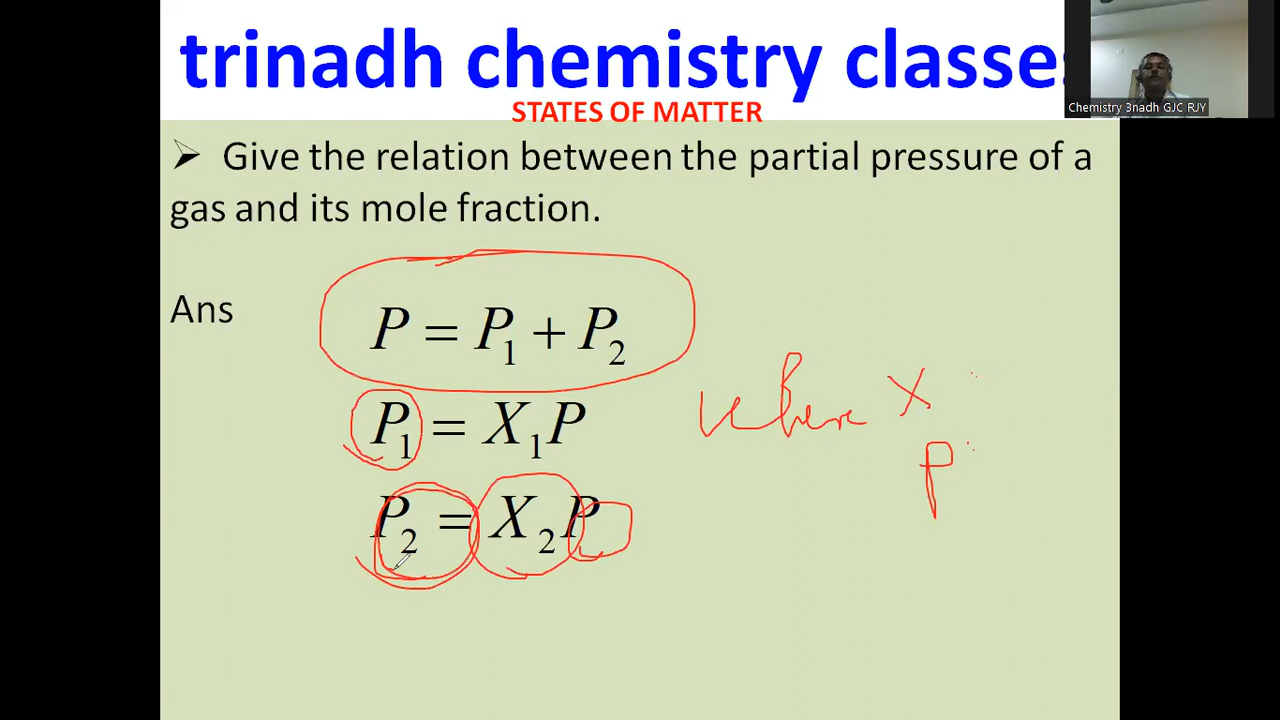 trinadh chemistry classes
STATES OF MATTER
Chemistry 3nadh GJC RJY
➢ Give the relation between the partial pressure of a
gas and its mole fraction.
Ans
P = P₁ + P₂
P₁ = X₁P
P₂ = X₂P
where X :
P :